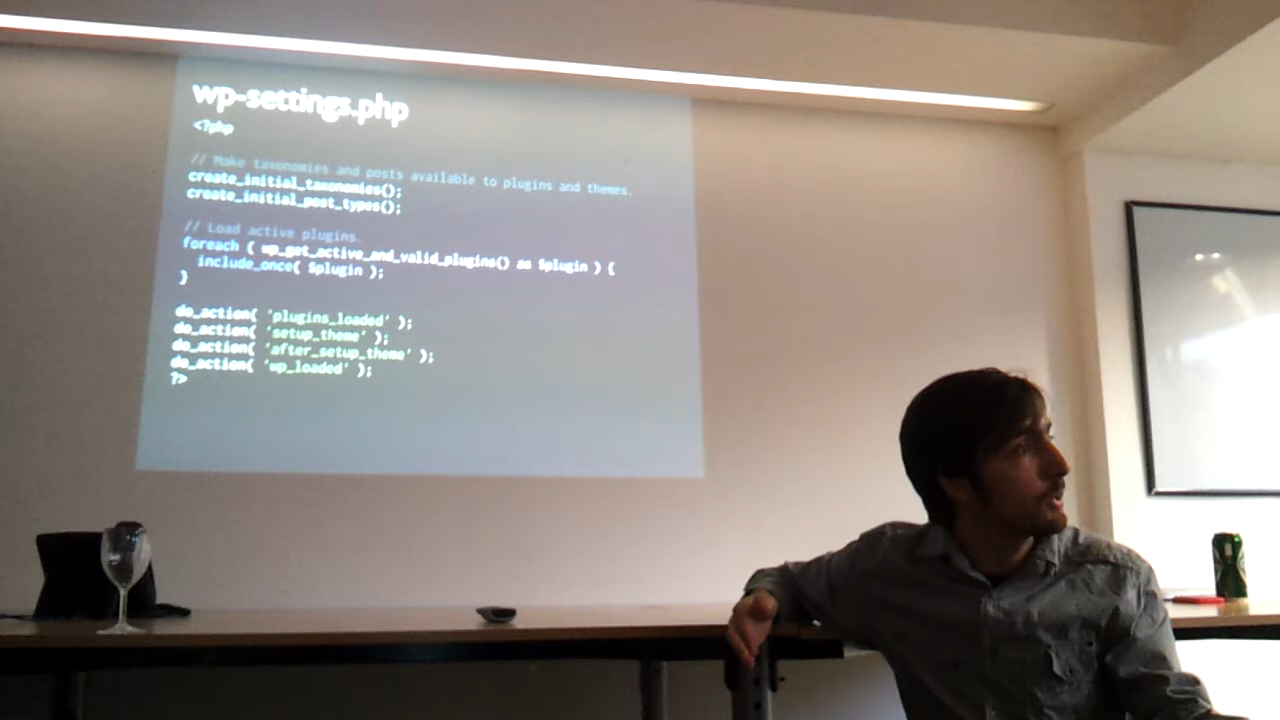 wp-settings.php
<?php
// Make taxonomies and posts available to plugins and themes.
create_initial_taxonomies();
create_initial_post_types();
// Load active plugins.
foreach ( wp_get_active_and_valid_plugins() as $plugin ) {
include_once( $plugin );
}
do_action( 'plugins_loaded' );
do_action( 'setup_theme' );
do_action( 'after_setup_theme' );
do_action( 'wp_loaded' );
?>